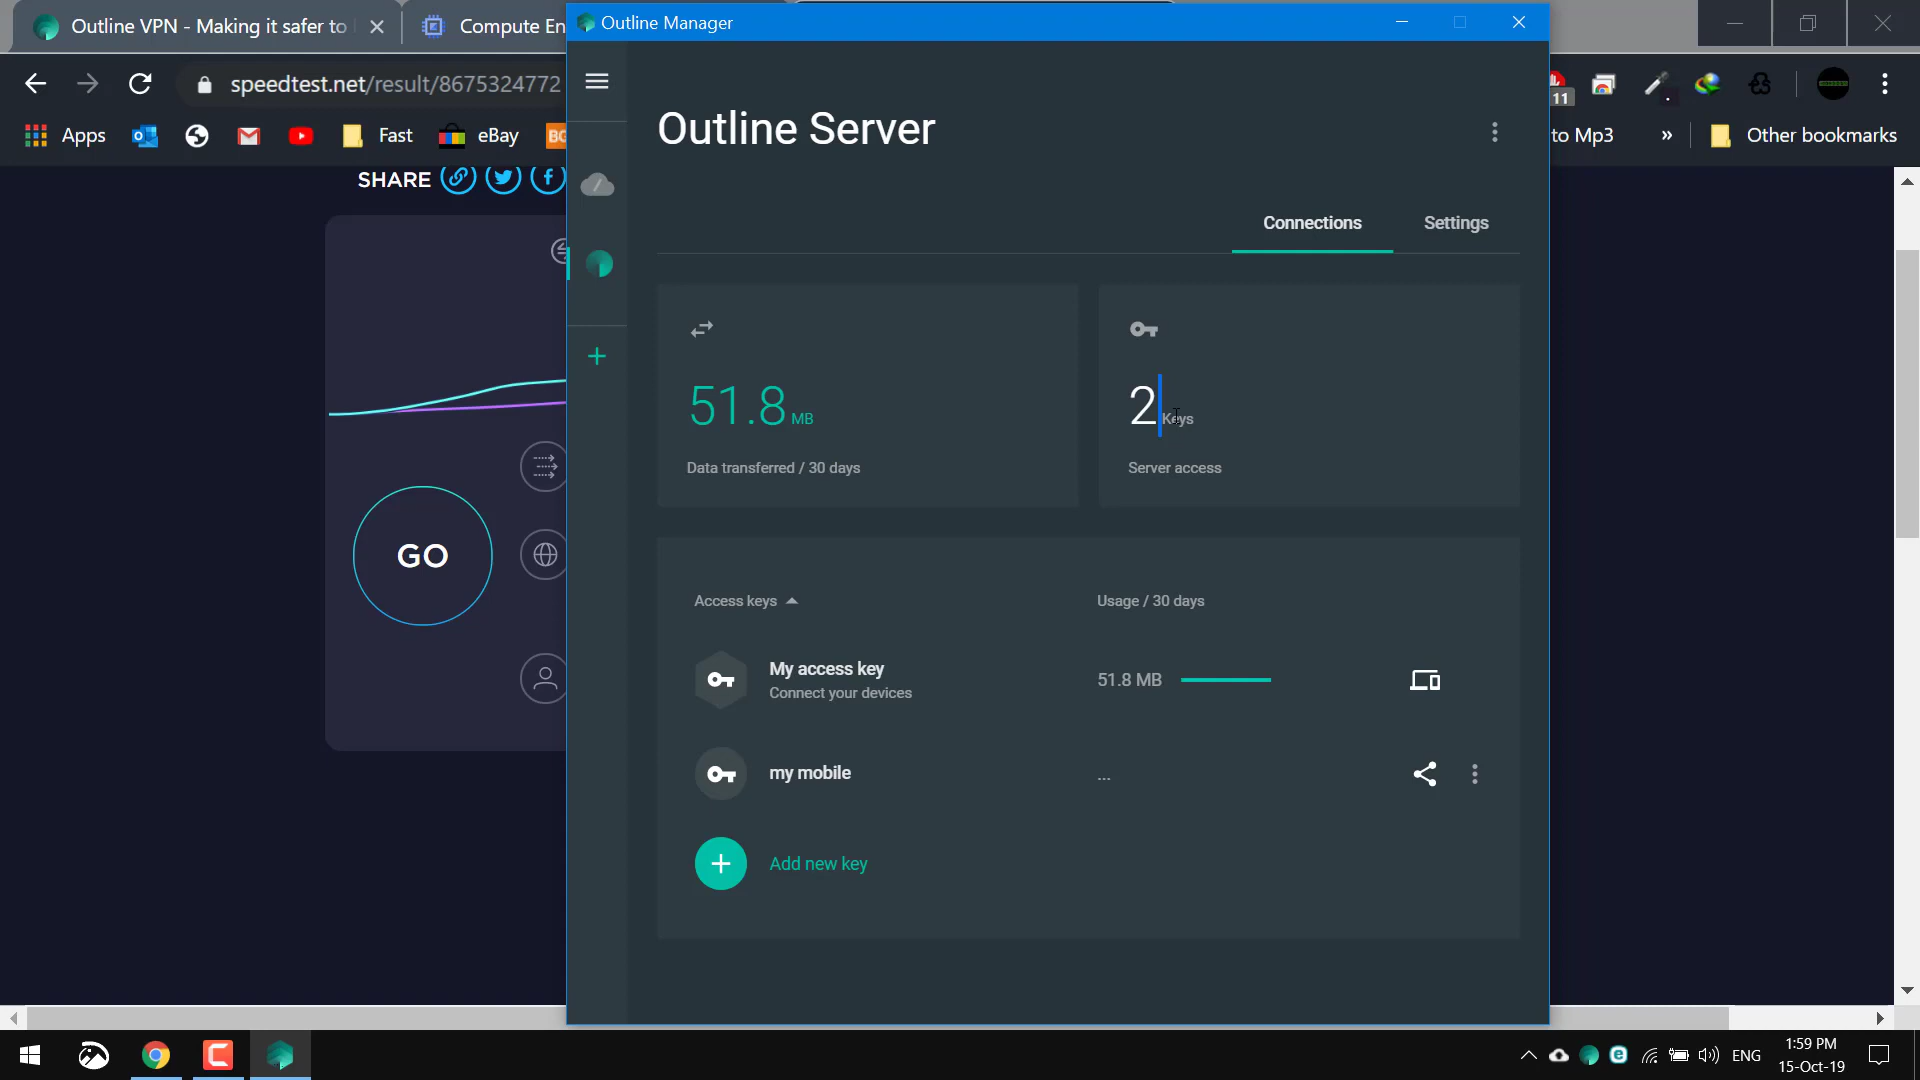 Outline VPN - Making it safer to
Compute En
Outline Manager
speedtest.net/result/8675324772
11
Apps
Fast
eBay
BG
to Mp3
»
Other bookmarks
SHARE
Outline Server
Connections
Settings
51.8 MB
Data transferred / 30 days
2 Keys
Server access
GO
Access keys
Usage / 30 days
My access key
Connect your devices
51.8 MB
my mobile
...
Add new key
ENG
1:59 PM
15-Oct-19